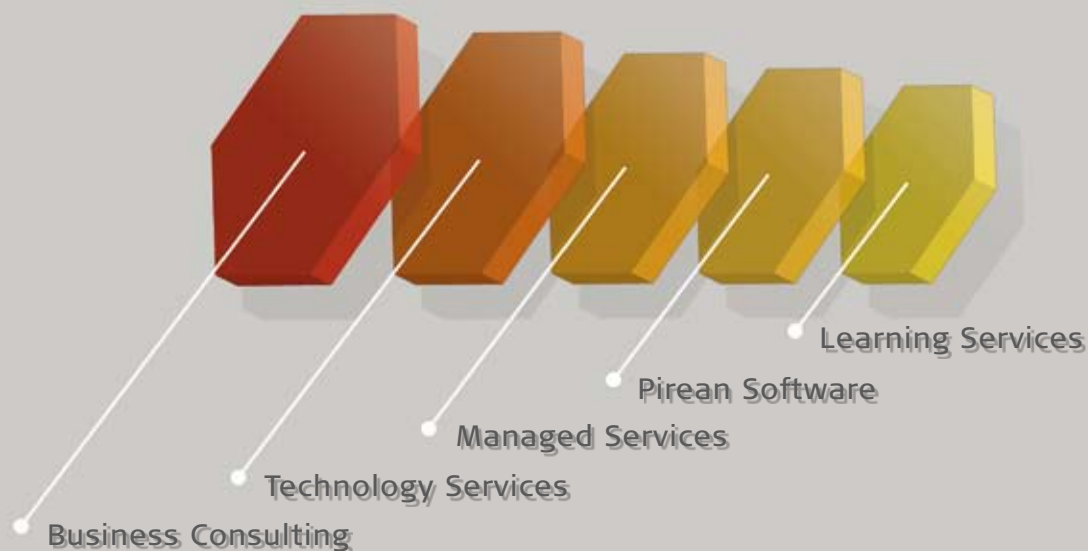 Learning Services
Pirean Software
Managed Services
Technology Services
Business Consulting